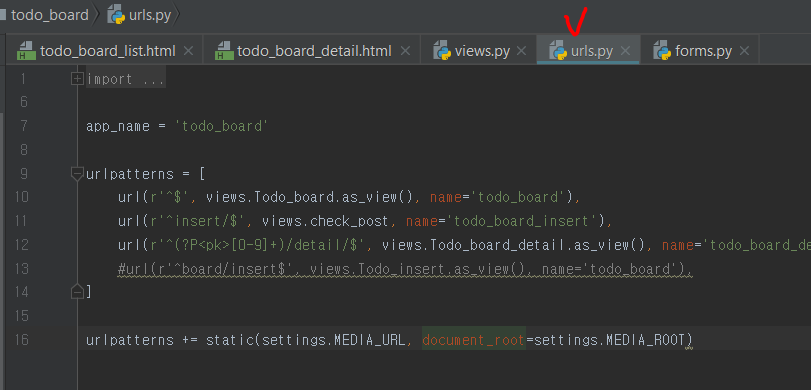 todo_board urls.py
todo_board_list.html todo_board_detail.html views.py urls.py forms.py
1 import ...
6
7 app_name = 'todo_board'
8
9 urlpatterns = [
10 url(r'^$', views.Todo_board.as_view(), name='todo_board'),
11 url(r'^insert/$', views.check_post, name='todo_board_insert'),
12 url(r'^(?P<pk>[0-9]+)/detail/$', views.Todo_board_detail.as_view(), name='todo_board_de
13 #url(r'^board/insert$', views.Todo_insert.as_view(), name='todo_board'),
14 ]
15
16 urlpatterns += static(settings.MEDIA_URL, document_root=settings.MEDIA_ROOT)